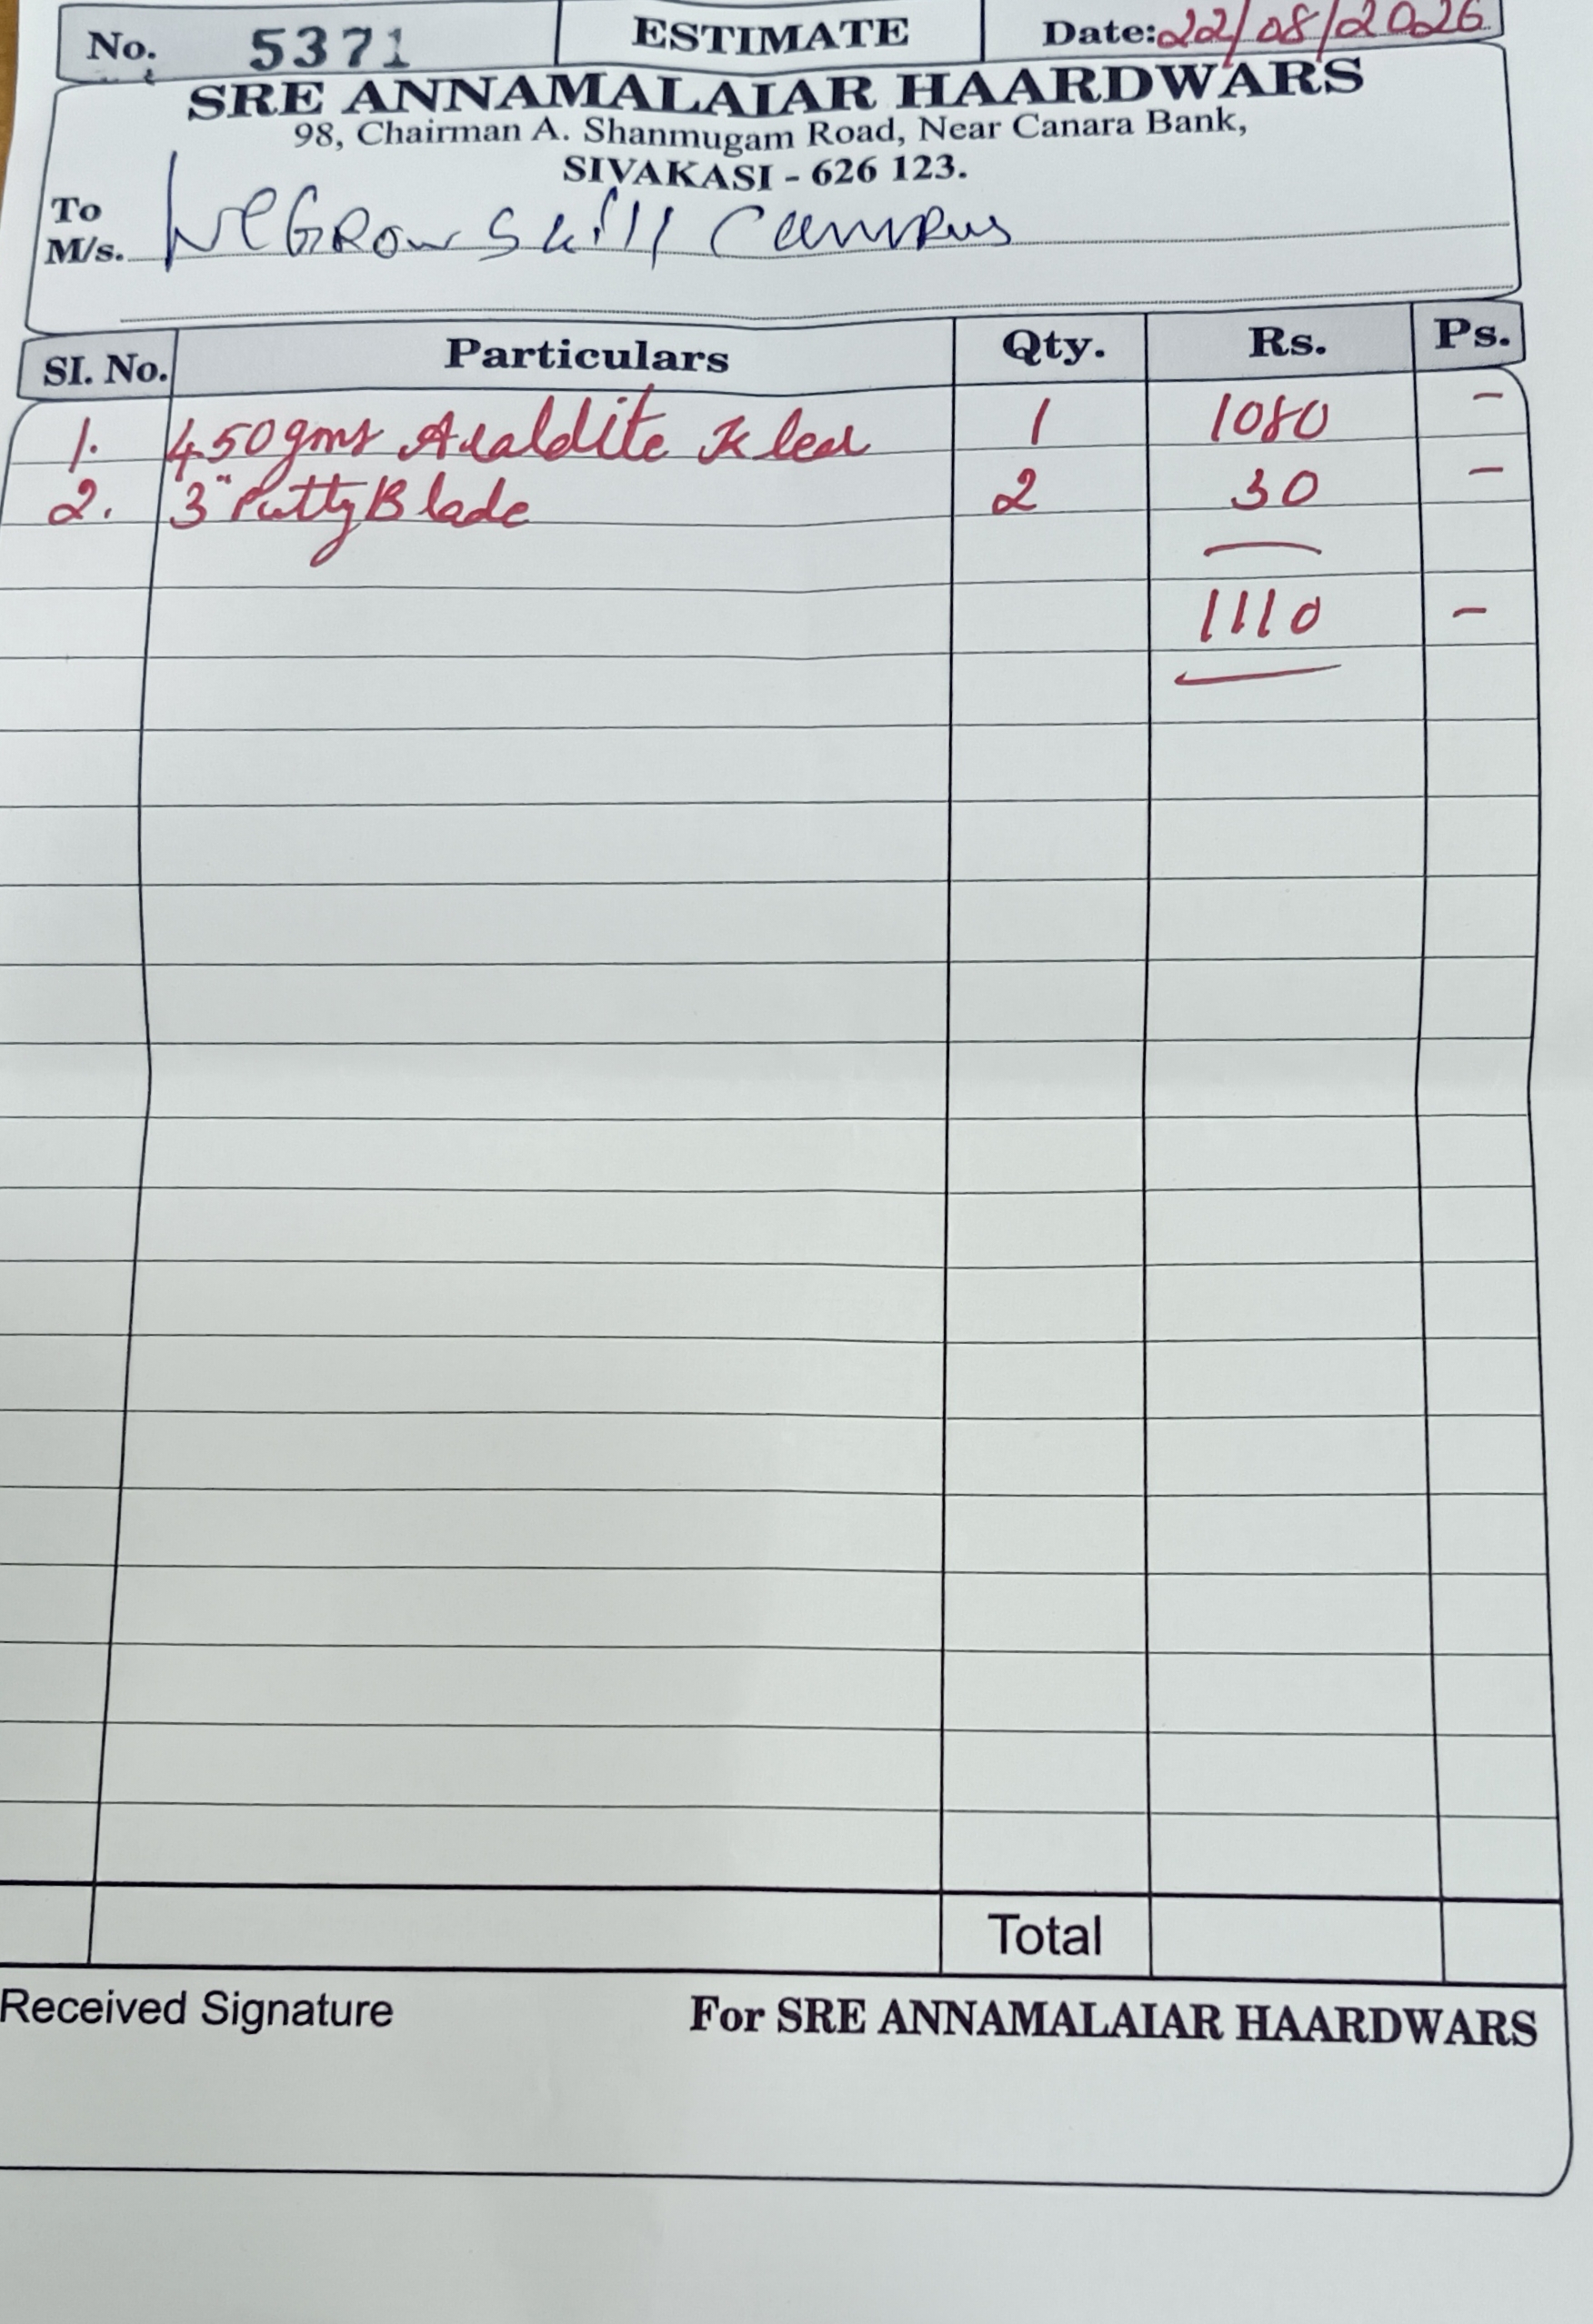 No. 5371 ESTIMATE Date: 22/08/2026
SRE ANNAMALAIAR HAARDWARS
98, Chairman A. Shanmugam Road, Near Canara Bank,
SIVAKASI - 626 123.
To
M/s. WeGrow Skill Campus
SI. No. Particulars Qty. Rs. Ps.
1. 450gms Araldite Klear 1 1080 -
2. 3" Putty Blade 2 30 -
1110 -
Total
Received Signature For SRE ANNAMALAIAR HAARDWARS